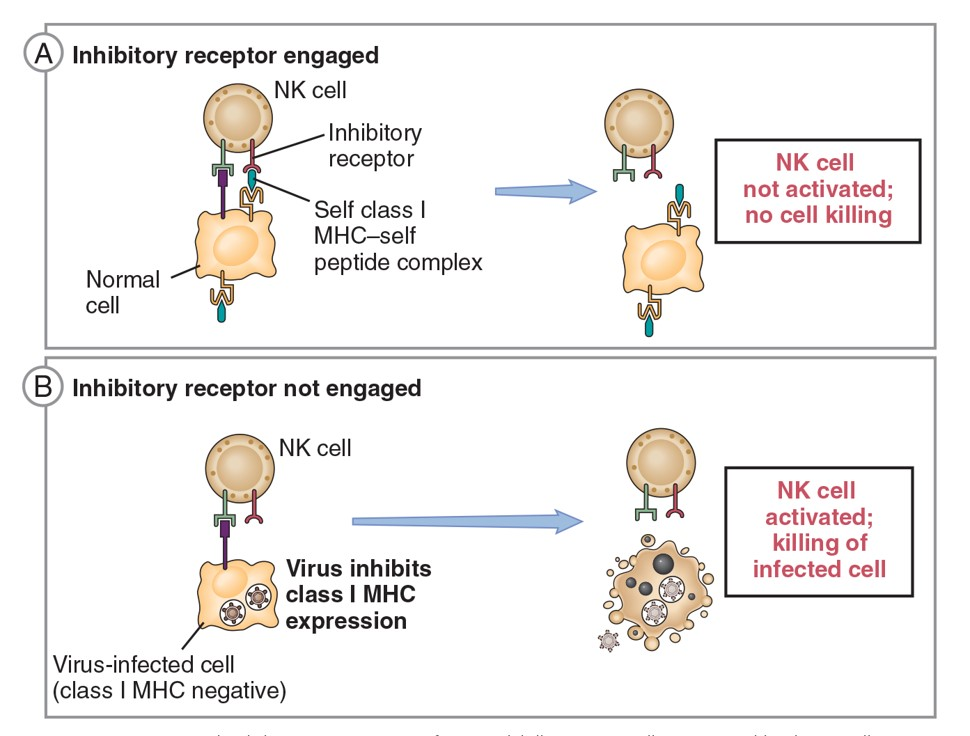 A
Inhibitory receptor engaged
NK cell
Inhibitory
receptor
Self class I
MHC–self
peptide complex
Normal
cell
NK cell
not activated;
no cell killing
B
Inhibitory receptor not engaged
NK cell
Virus inhibits
class I MHC
expression
Virus-infected cell
(class I MHC negative)
NK cell
activated;
killing of
infected cell